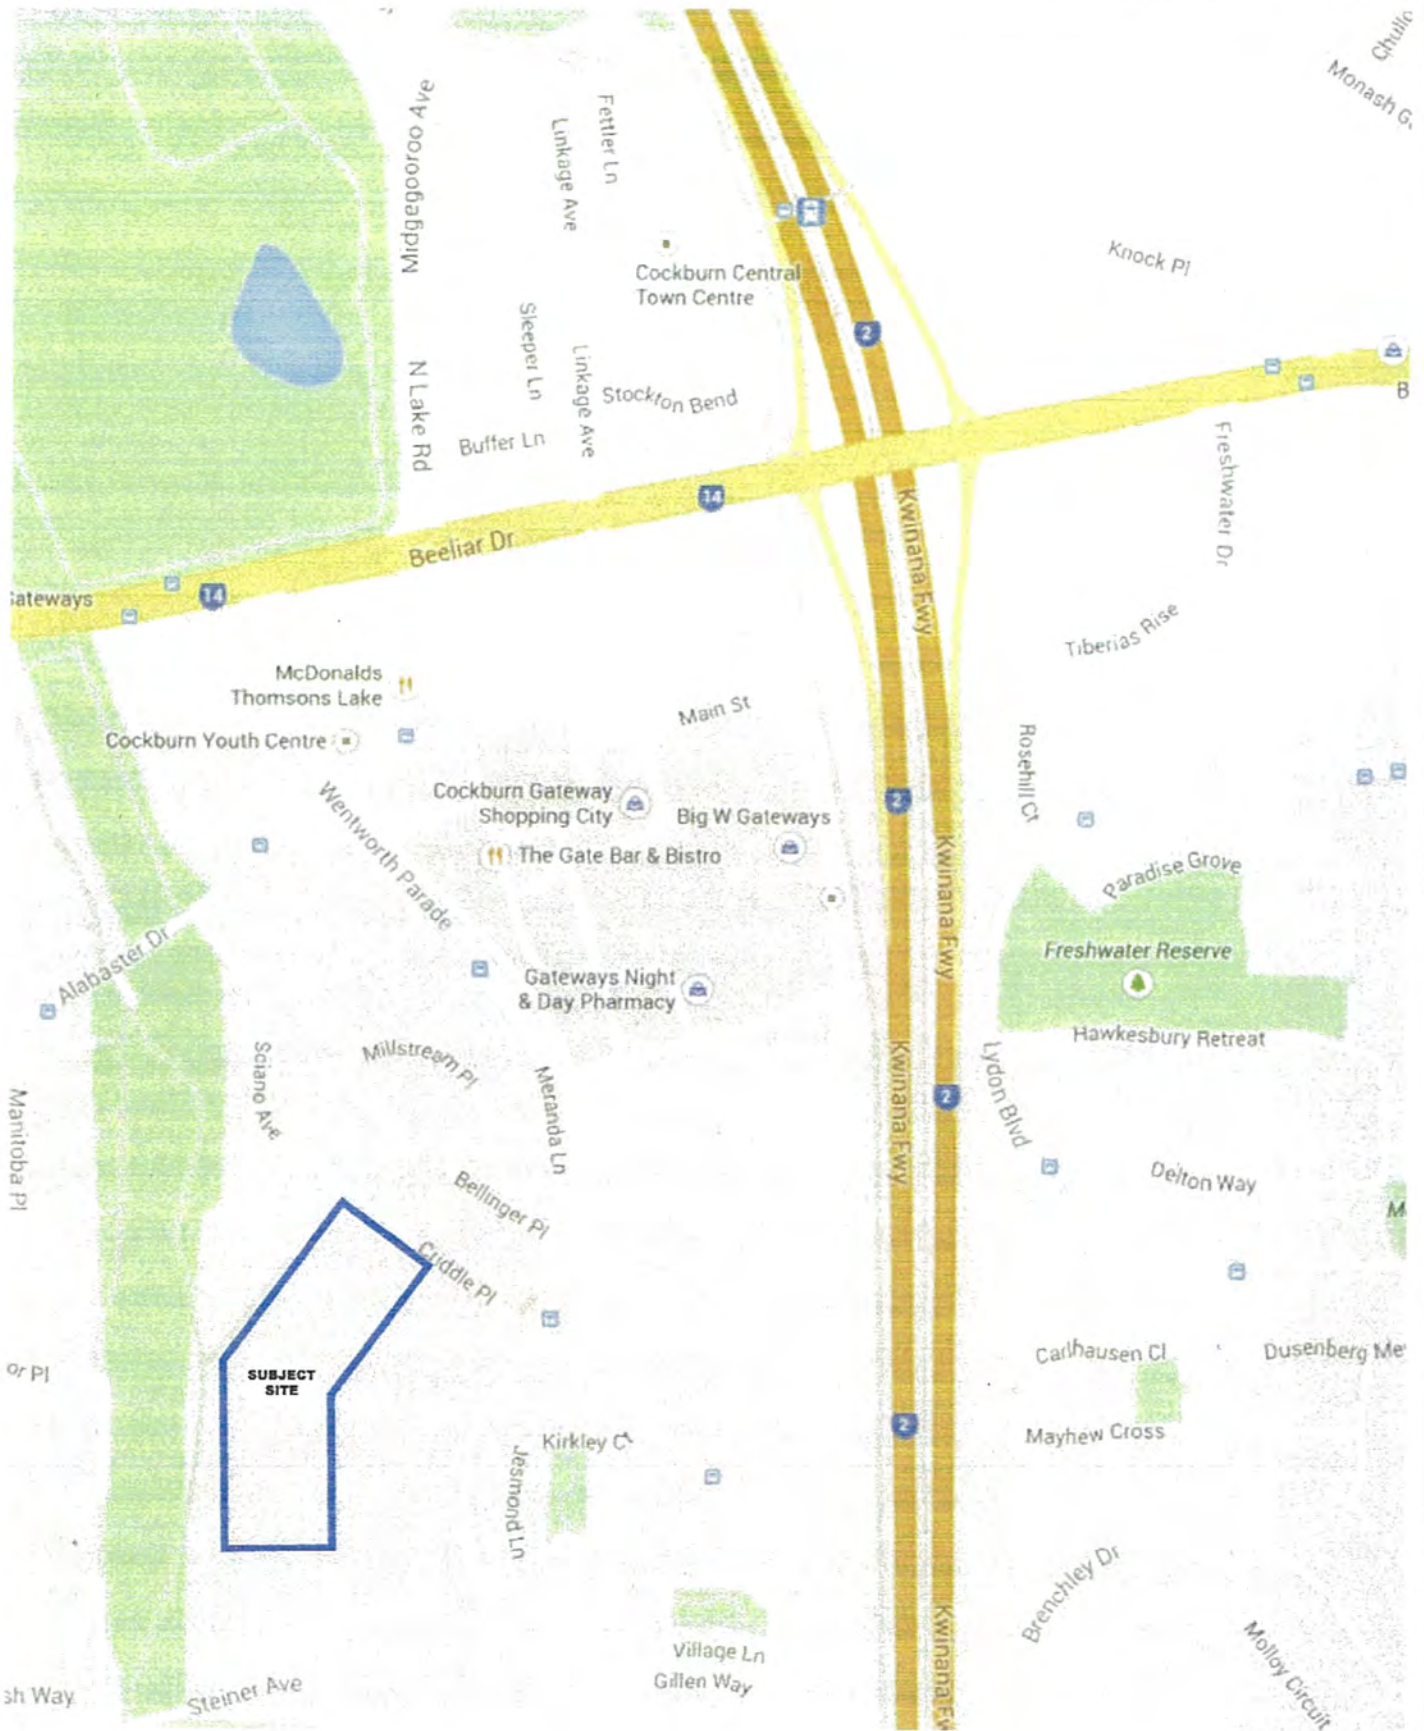 Monash G
Midgegooroo Ave
Fettler Ln
Linkage Ave
Cockburn Central
Town Centre
Knock Pl
2
Sleeper Ln
Linkage Ave
Stockton Bend
N Lake Rd
Buffer Ln
B
14
Freshwater Dr
Beeliar Dr
Kwinana Fwy
14
ateways
Tiberias Rise
McDonalds
Thomsons Lake
Main St
Cockburn Youth Centre
Rosehill Ct
Wentworth Parade
Cockburn Gateway
Shopping City
Big W Gateways
2
The Gate Bar & Bistro
Kwinana Fwy
Paradise Grove
Alabaster Dr
Freshwater Reserve
Gateways Night
& Day Pharmacy
Hawkesbury Retreat
Sciano Ave
Millstream Pl
Meranda Ln
Kwinana Fwy
2
Lydon Blvd
Manitoba Pl
Bellinger Pl
Delton Way
M
Cuddle Pl
or Pl
SUBJECT
SITE
Carlhausen Cl
Dusenberg Me
2
Kirkley C
Mayhew Cross
Jesmond Ln
Brenchley Dr
Village Ln
Gillen Way
Kwinana F
Molloy Circuit
sh Way
Steiner Ave